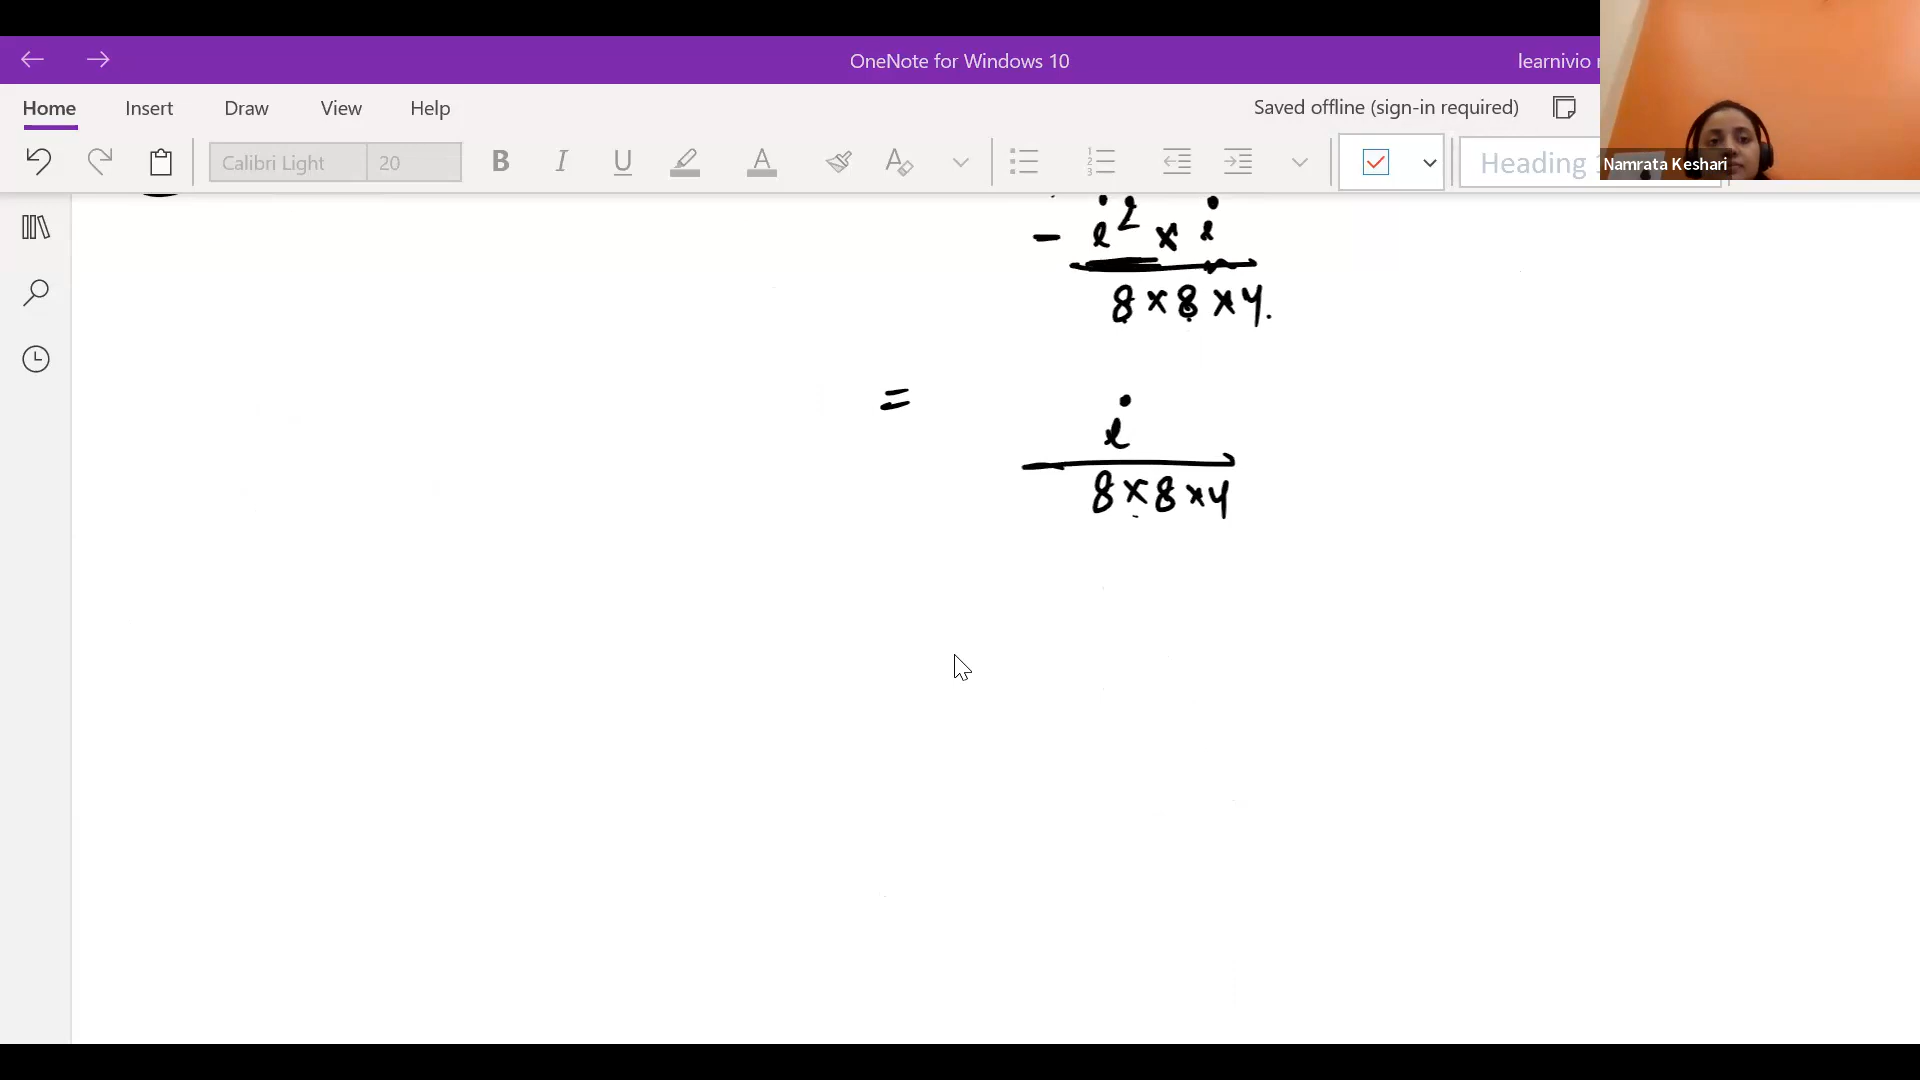 OneNote for Windows 10
learnivio
Home Insert Draw View Help
Saved offline (sign-in required)
Calibri Light 20
B I U A A
Heading
Namrata Keshari
- i² × i
8 × 8 × 4.
=
i
8 × 8 × 4